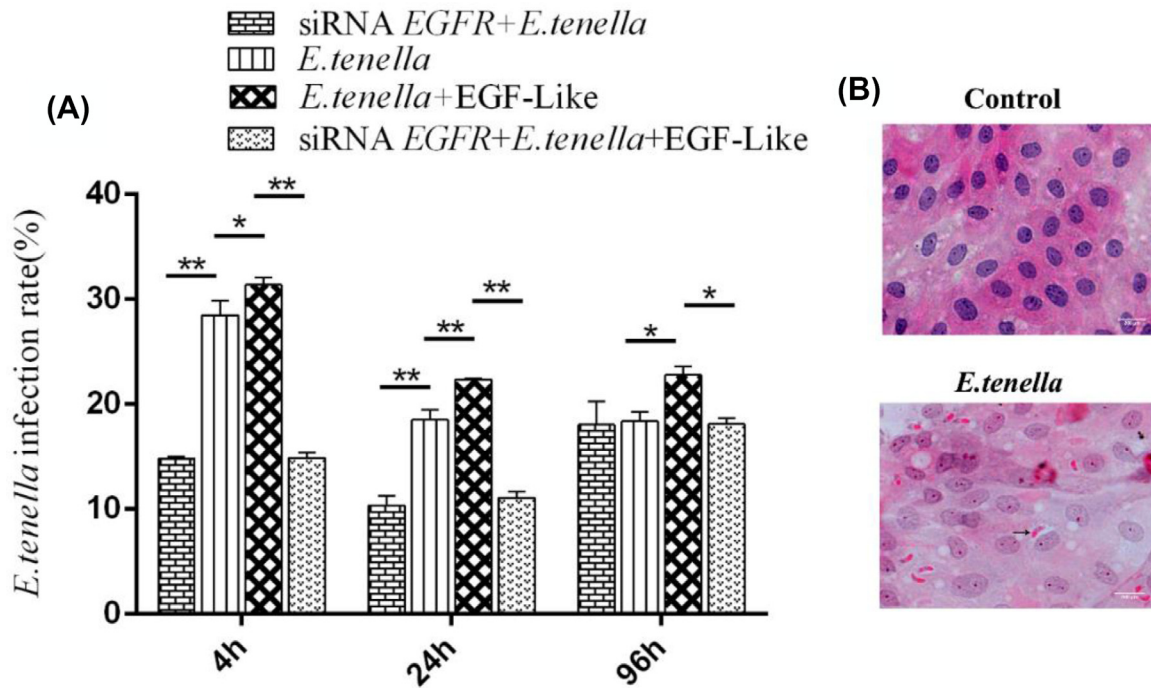 siRNA EGFR+E.tenella
E.tenella
E.tenella+EGF-Like
siRNA EGFR+E.tenella+EGF-Like
(A)
E.tenella infection rate(%)
40
30
20
10
0
** * **
** ** **
* *
4h 24h 96h
(B)
Control
E.tenella